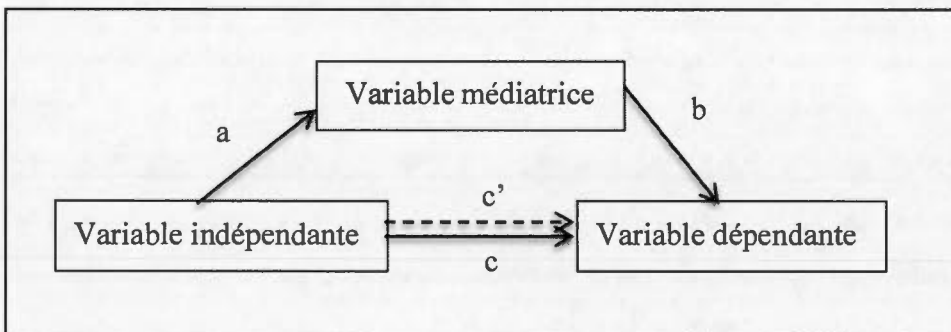 Variable médiatrice
a
b
c’
Variable indépendante
Variable dépendante
c